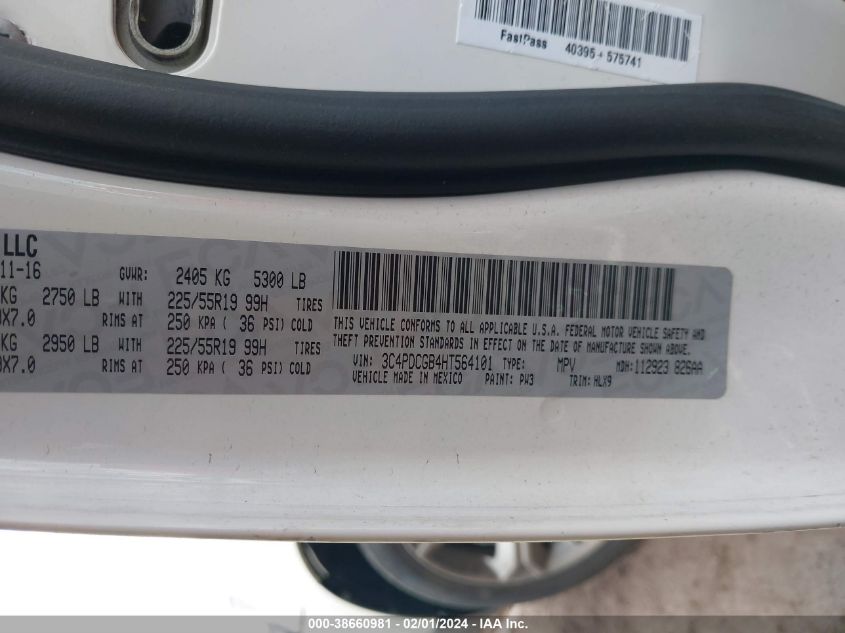 FastPass 40395 - 575741
LLC
11-16 GVWR: 2405 KG 5300 LB
KG 2750 LB WITH 225/55R19 99H TIRES
X7.0 RIMS AT 250 KPA ( 36 PSI) COLD
KG 2950 LB WITH 225/55R19 99H TIRES
X7.0 RIMS AT 250 KPA ( 36 PSI) COLD
THIS VEHICLE CONFORMS TO ALL APPLICABLE U.S.A. FEDERAL MOTOR VEHICLE SAFETY AND
THEFT PREVENTION STANDARDS IN EFFECT ON THE DATE OF MANUFACTURE SHOWN ABOVE.
VIN: 3C4PDCGB4HT564101 TYPE: MPV MDH: 112923 826AA
VEHICLE MADE IN MEXICO PAINT: PW3 TRIM: HLX9
000-38660981 - 02/01/2024 - IAA Inc.